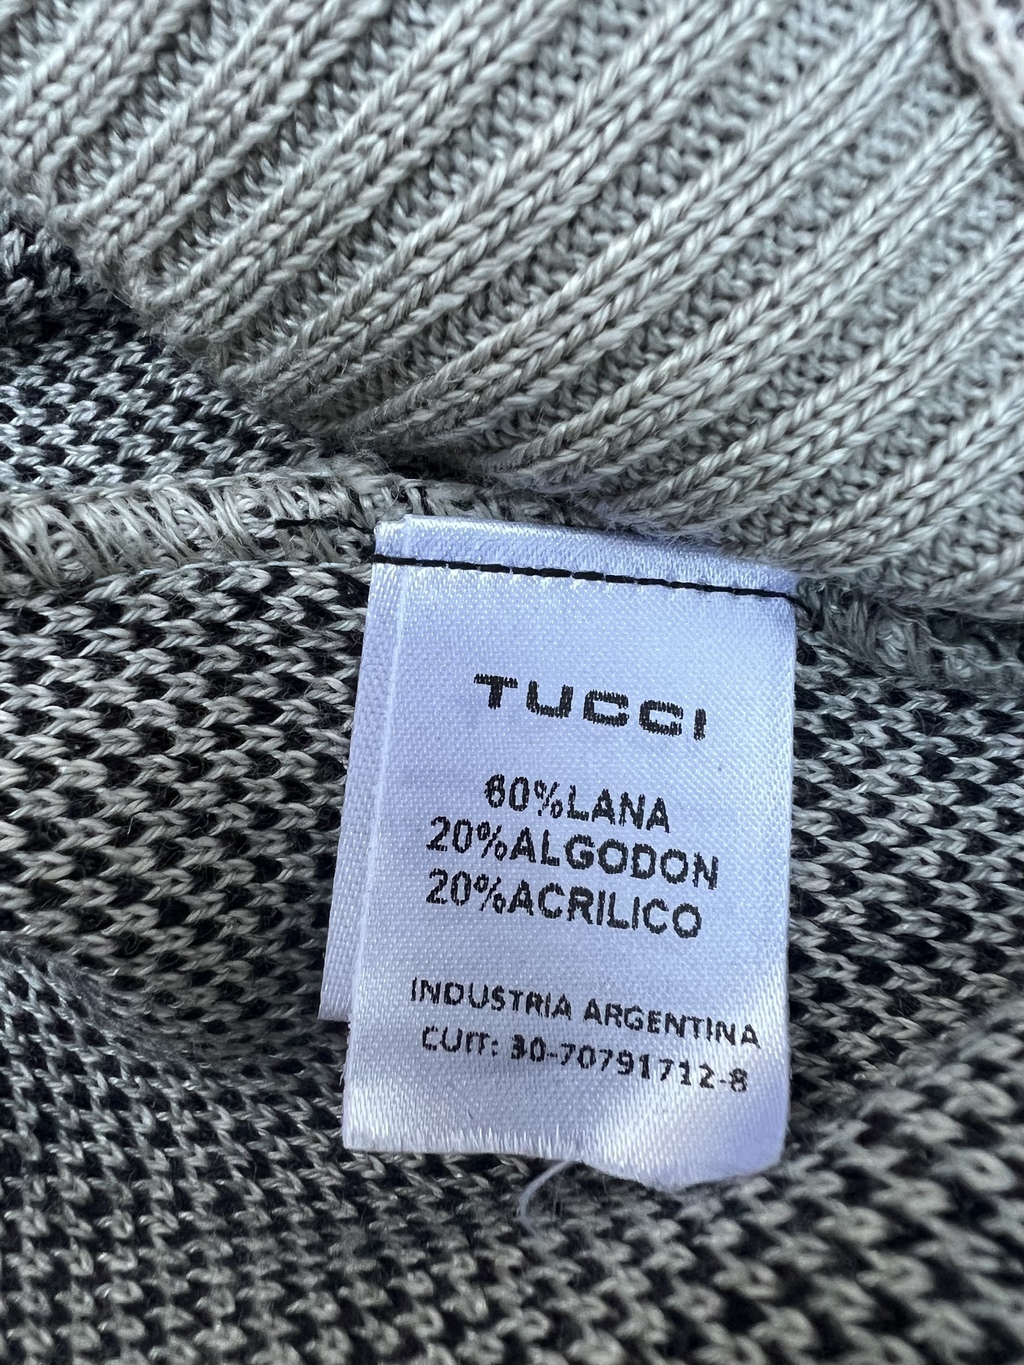 TUCCI
60%LANA
20%ALGODON
20%ACRILICO
INDUSTRIA ARGENTINA
CUIT: 30-70791712-8